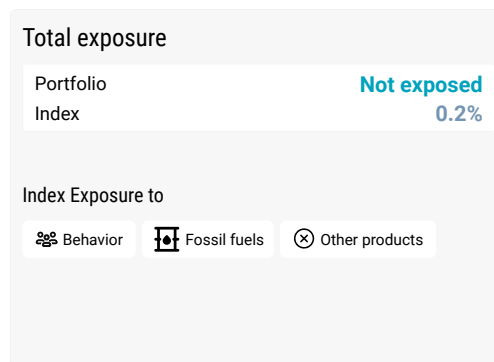 Total exposure
Portfolio Not exposed
Index 0.2%
Index Exposure to
Behavior Fossil fuels Other products